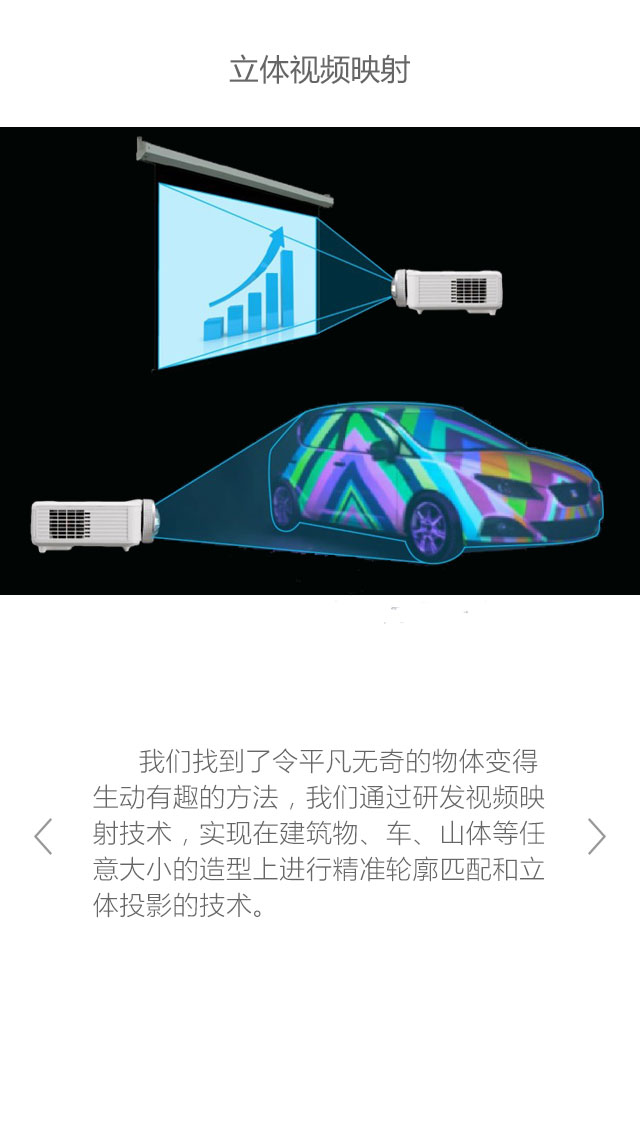 立体视频映射
我们找到了令平凡无奇的物体变得
生动有趣的方法，我们通过研发视频映
射技术，实现在建筑物、车、山体等任
意大小的造型上进行精准轮廓匹配和立
体投影的技术。